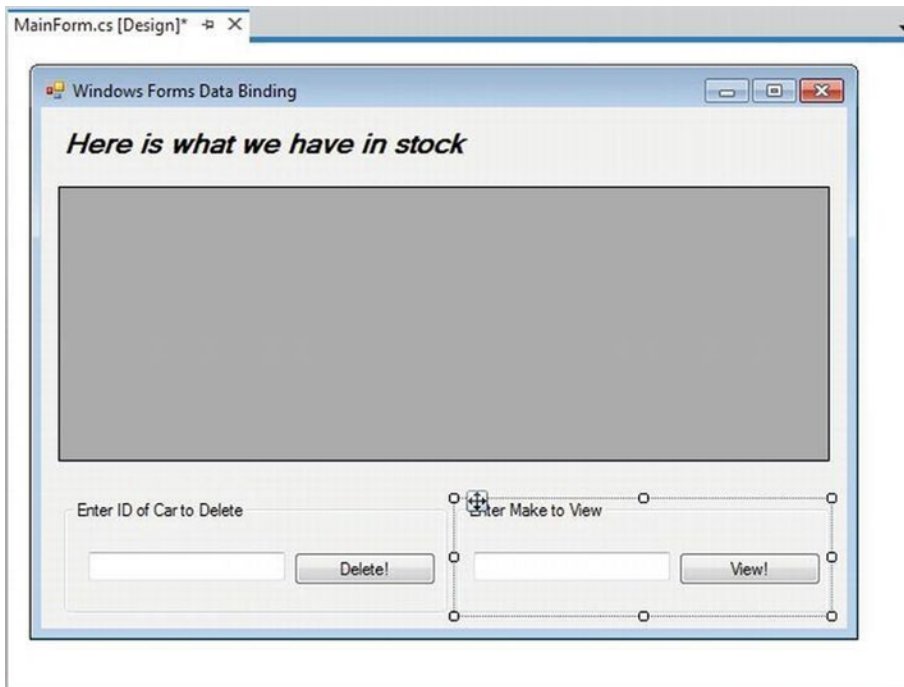 MainForm.cs [Design]*
Windows Forms Data Binding
Here is what we have in stock
Enter ID of Car to Delete
Enter Make to View
Delete!
View!